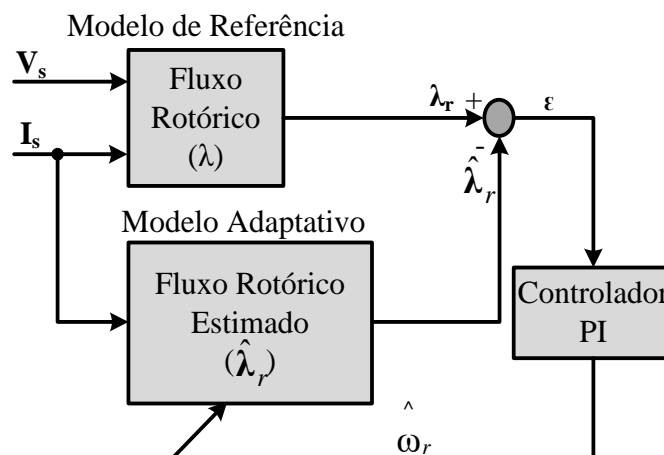 Modelo de Referência
V_s
Fluxo
Rotórico
(λ)
I_s
λ_r +
ε
-
λ̂_r
Modelo Adaptativo
Fluxo Rotórico
Estimado
(λ̂_r)
Controlador
PI
ω̂_r